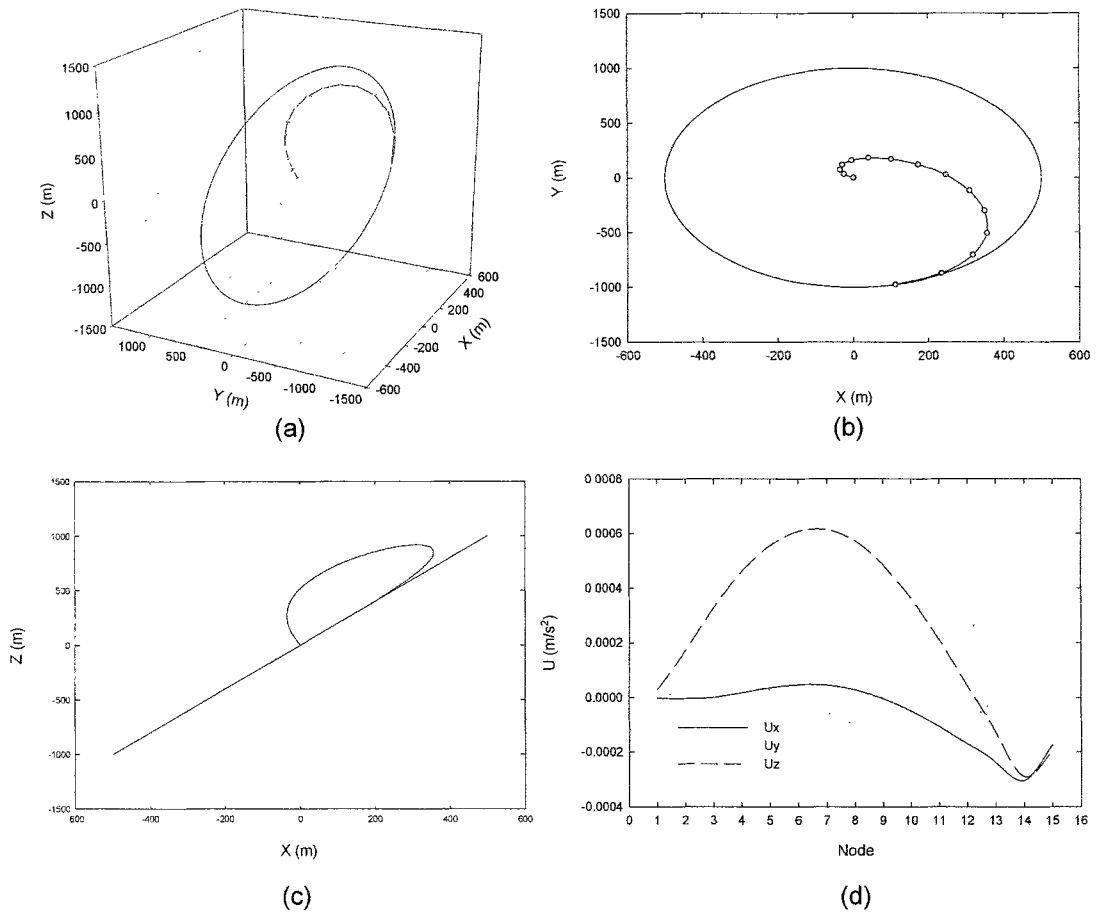 1500
1000
500
0
-500
-1000
-1500
Z (m)
1000
500
0
-500
-1000
-1500
Y (m)
-600
-400
-200
0
200
400
600
X (m)
(a)
1500
1000
500
0
-500
-1000
-1500
Y (m)
-600 -400 -200 0 200 400 600
X (m)
(b)
1500
1000
500
0
-500
-1000
-1500
Z (m)
600 -400 -200 0 200 400 600
X (m)
(c)
0.0008
0.0006
0.0004
0.0002
0.0000
-0.0002
-0.0004
U (m/s²)
Ux
Uy
Uz
0 1 2 3 4 5 6 7 8 9 10 11 12 13 14 15 16
Node
(d)